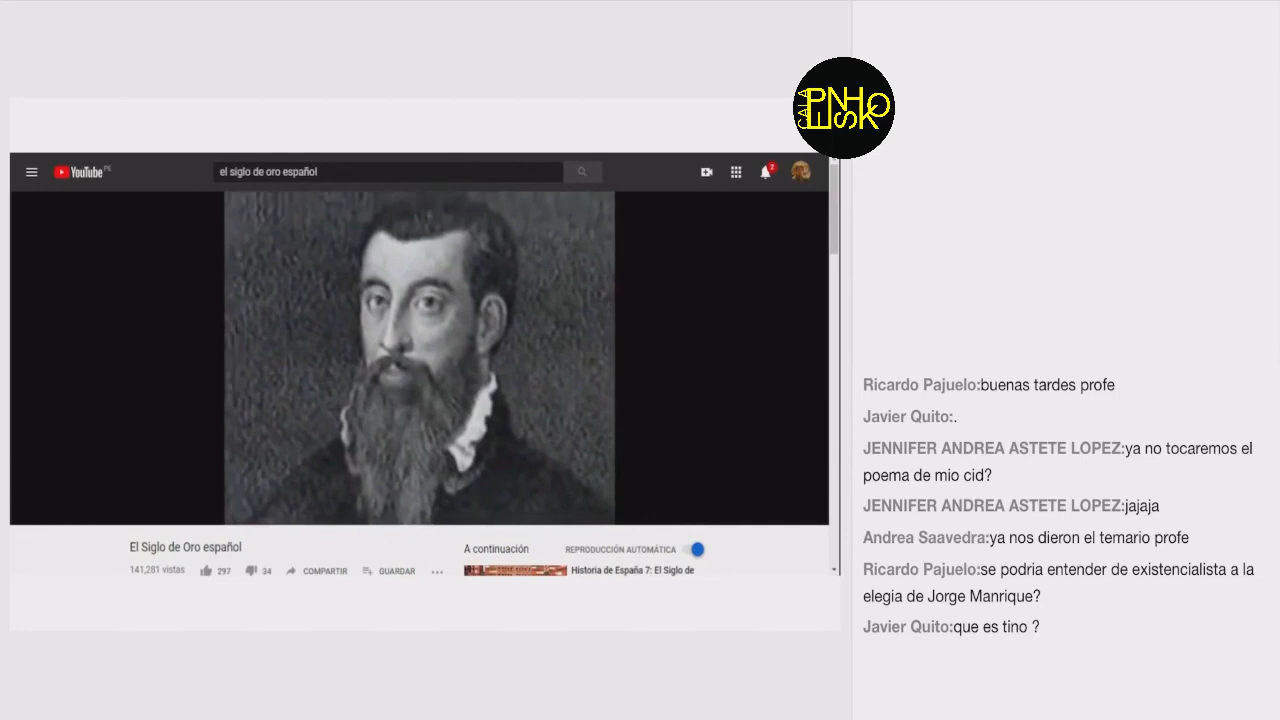 CALA
PENHSKO
YouTube PE
el siglo de oro español
2
El Siglo de Oro español
141,281 vistas
297
34
COMPARTIR
GUARDAR
A continuación
REPRODUCCIÓN AUTOMÁTICA
Historia de España 7: El Siglo de
Ricardo Pajuelo:buenas tardes profe
Javier Quito:.
JENNIFER ANDREA ASTETE LOPEZ:ya no tocaremos el
poema de mio cid?
JENNIFER ANDREA ASTETE LOPEZ:jajaja
Andrea Saavedra:ya nos dieron el temario profe
Ricardo Pajuelo:se podria entender de existencialista a la
elegia de Jorge Manrique?
Javier Quito:que es tino ?